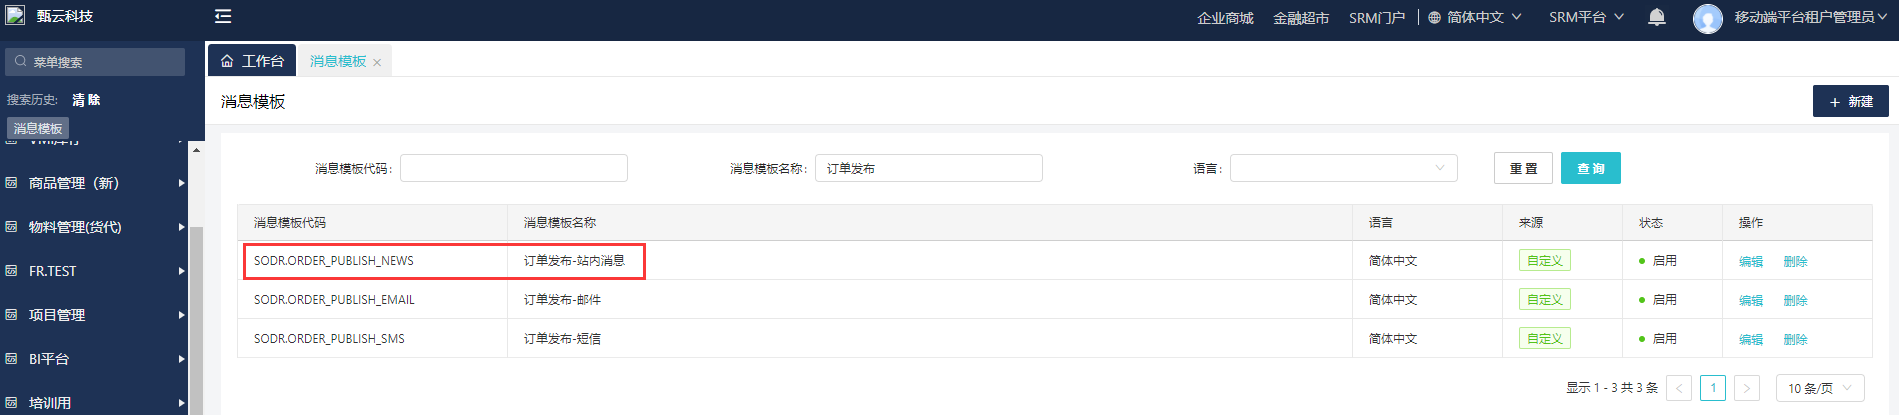 甄云科技
企业商城 金融超市 SRM门户 简体中文 SRM平台 移动端平台租户管理员
菜单搜索
搜索历史: 清除
消息模板
VMI库存
商品管理（新）
物料管理(货代)
FR.TEST
项目管理
BI平台
培训用
工作台 消息模板 ×
消息模板
+ 新建
消息模板代码: 消息模板名称: 订单发布 语言: 重置 查询
消息模板代码 消息模板名称 语言 来源 状态 操作
SODR.ORDER_PUBLISH_NEWS 订单发布-站内消息 简体中文 自定义 启用 编辑 删除
SODR.ORDER_PUBLISH_EMAIL 订单发布-邮件 简体中文 自定义 启用 编辑 删除
SODR.ORDER_PUBLISH_SMS 订单发布-短信 简体中文 自定义 启用 编辑 删除
显示 1 - 3 共 3 条 < 1 > 10 条/页